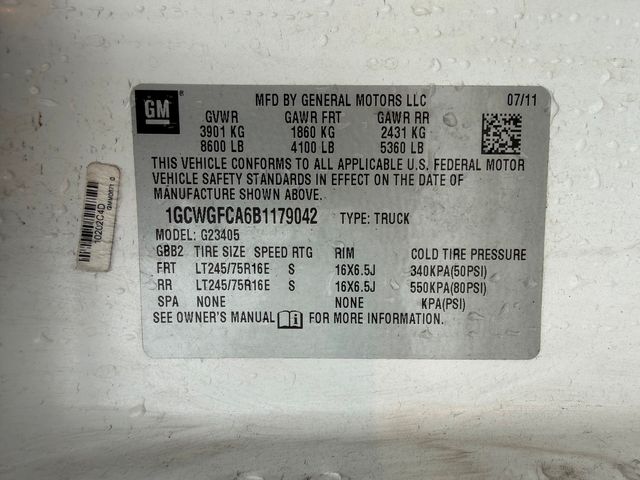 GM
MFD BY GENERAL MOTORS LLC 07/11
GVWR GAWR FRT GAWR RR
3901 KG 1860 KG 2431 KG
8600 LB 4100 LB 5360 LB
THIS VEHICLE CONFORMS TO ALL APPLICABLE U.S. FEDERAL MOTOR
VEHICLE SAFETY STANDARDS IN EFFECT ON THE DATE OF
MANUFACTURE SHOWN ABOVE.
1GCWGFCA6B1179042 TYPE: TRUCK
MODEL: G23405
GBB2 TIRE SIZE SPEED RTG RIM COLD TIRE PRESSURE
FRT LT245/75R16E S 16X6.5J 340KPA(50PSI)
RR LT245/75R16E S 16X6.5J 550KPA(80PSI)
SPA NONE NONE KPA(PSI)
SEE OWNER'S MANUAL FOR MORE INFORMATION.
10202C4D